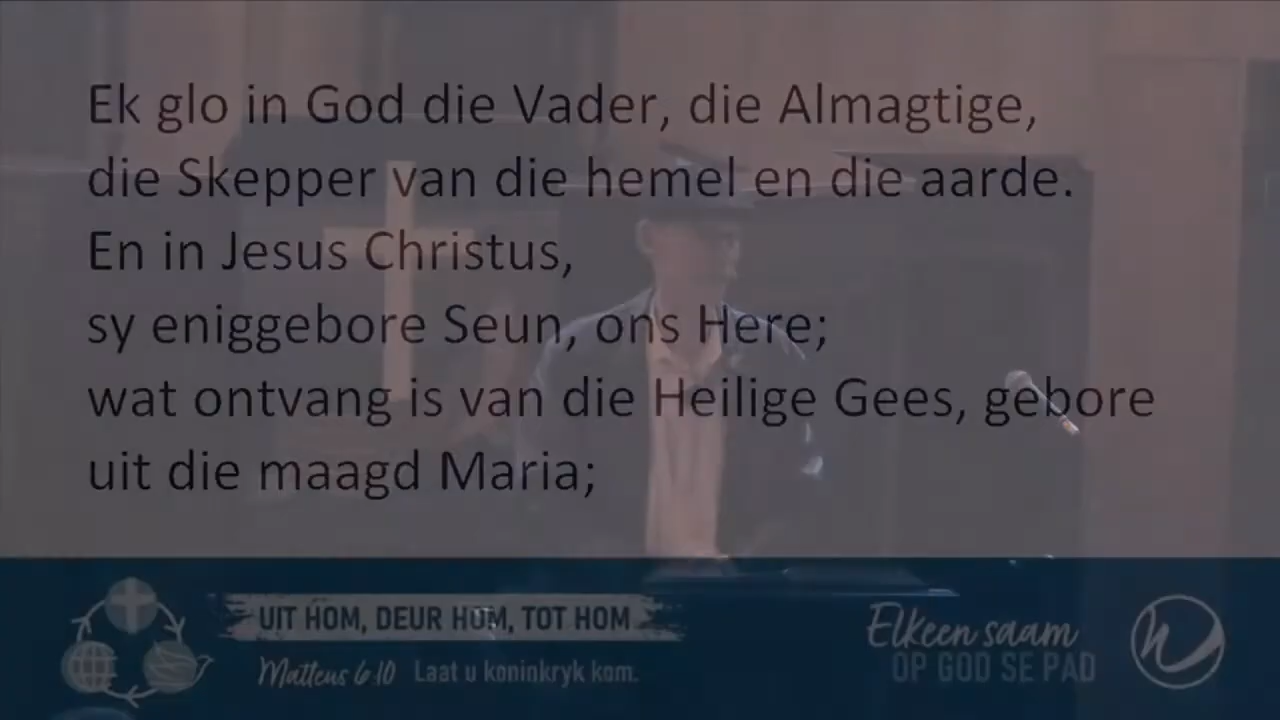 Ek glo in God die Vader, die Almagtige,
die Skepper van die hemel en die aarde.
En in Jesus Christus,
sy eniggebore Seun, ons Here;
wat ontvang is van die Heilige Gees, gebore
uit die maagd Maria;
UIT HOM, DEUR HOM, TOT HOM
Matteus 6:10 Laat u koninkryk kom.
Elkeen saam
OP GOD SE PAD